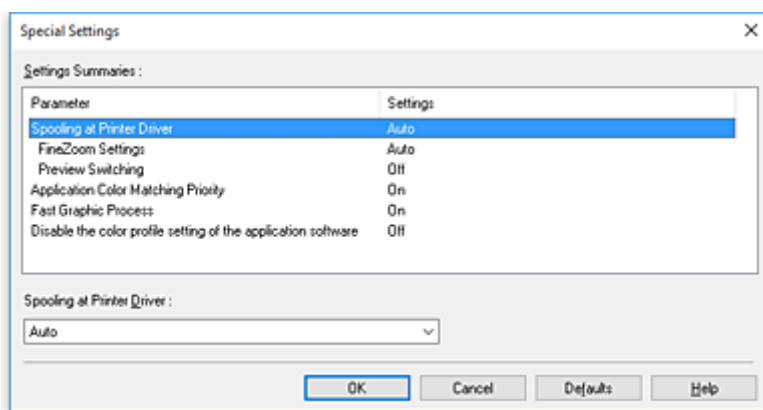 Special Settings
Settings Summaries :
Parameter Settings
Spooling at Printer Driver Auto
FineZoom Settings Auto
Preview Switching Off
Application Color Matching Priority On
Fast Graphic Process On
Disable the color profile setting of the application software Off
Spooling at Printer Driver :
Auto
OK Cancel Defaults Help